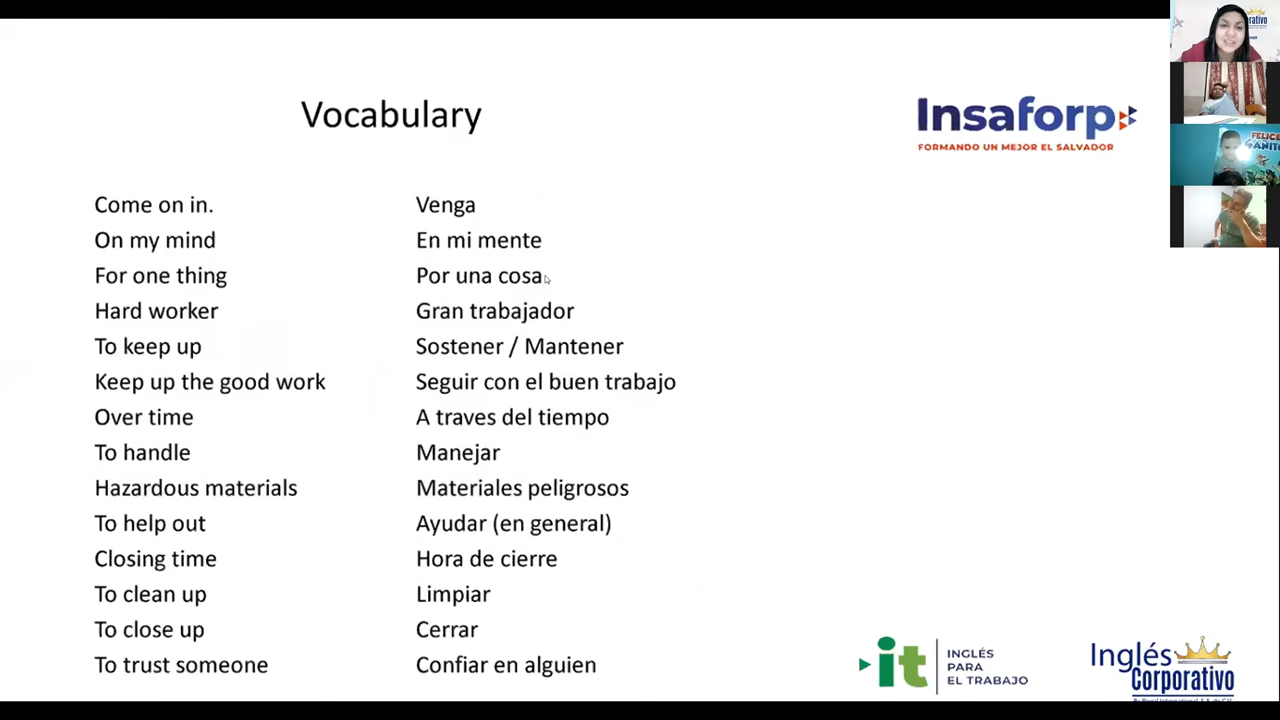 Vocabulary
Insaforp
FORMANDO UN MEJOR EL SALVADOR
Come on in. Venga
On my mind En mi mente
For one thing Por una cosa
Hard worker Gran trabajador
To keep up Sostener / Mantener
Keep up the good work Seguir con el buen trabajo
Over time A traves del tiempo
To handle Manejar
Hazardous materials Materiales peligrosos
To help out Ayudar (en general)
Closing time Hora de cierre
To clean up Limpiar
To close up Cerrar
To trust someone Confiar en alguien
it
INGLÉS
PARA
EL TRABAJO
Inglés
Corporativo